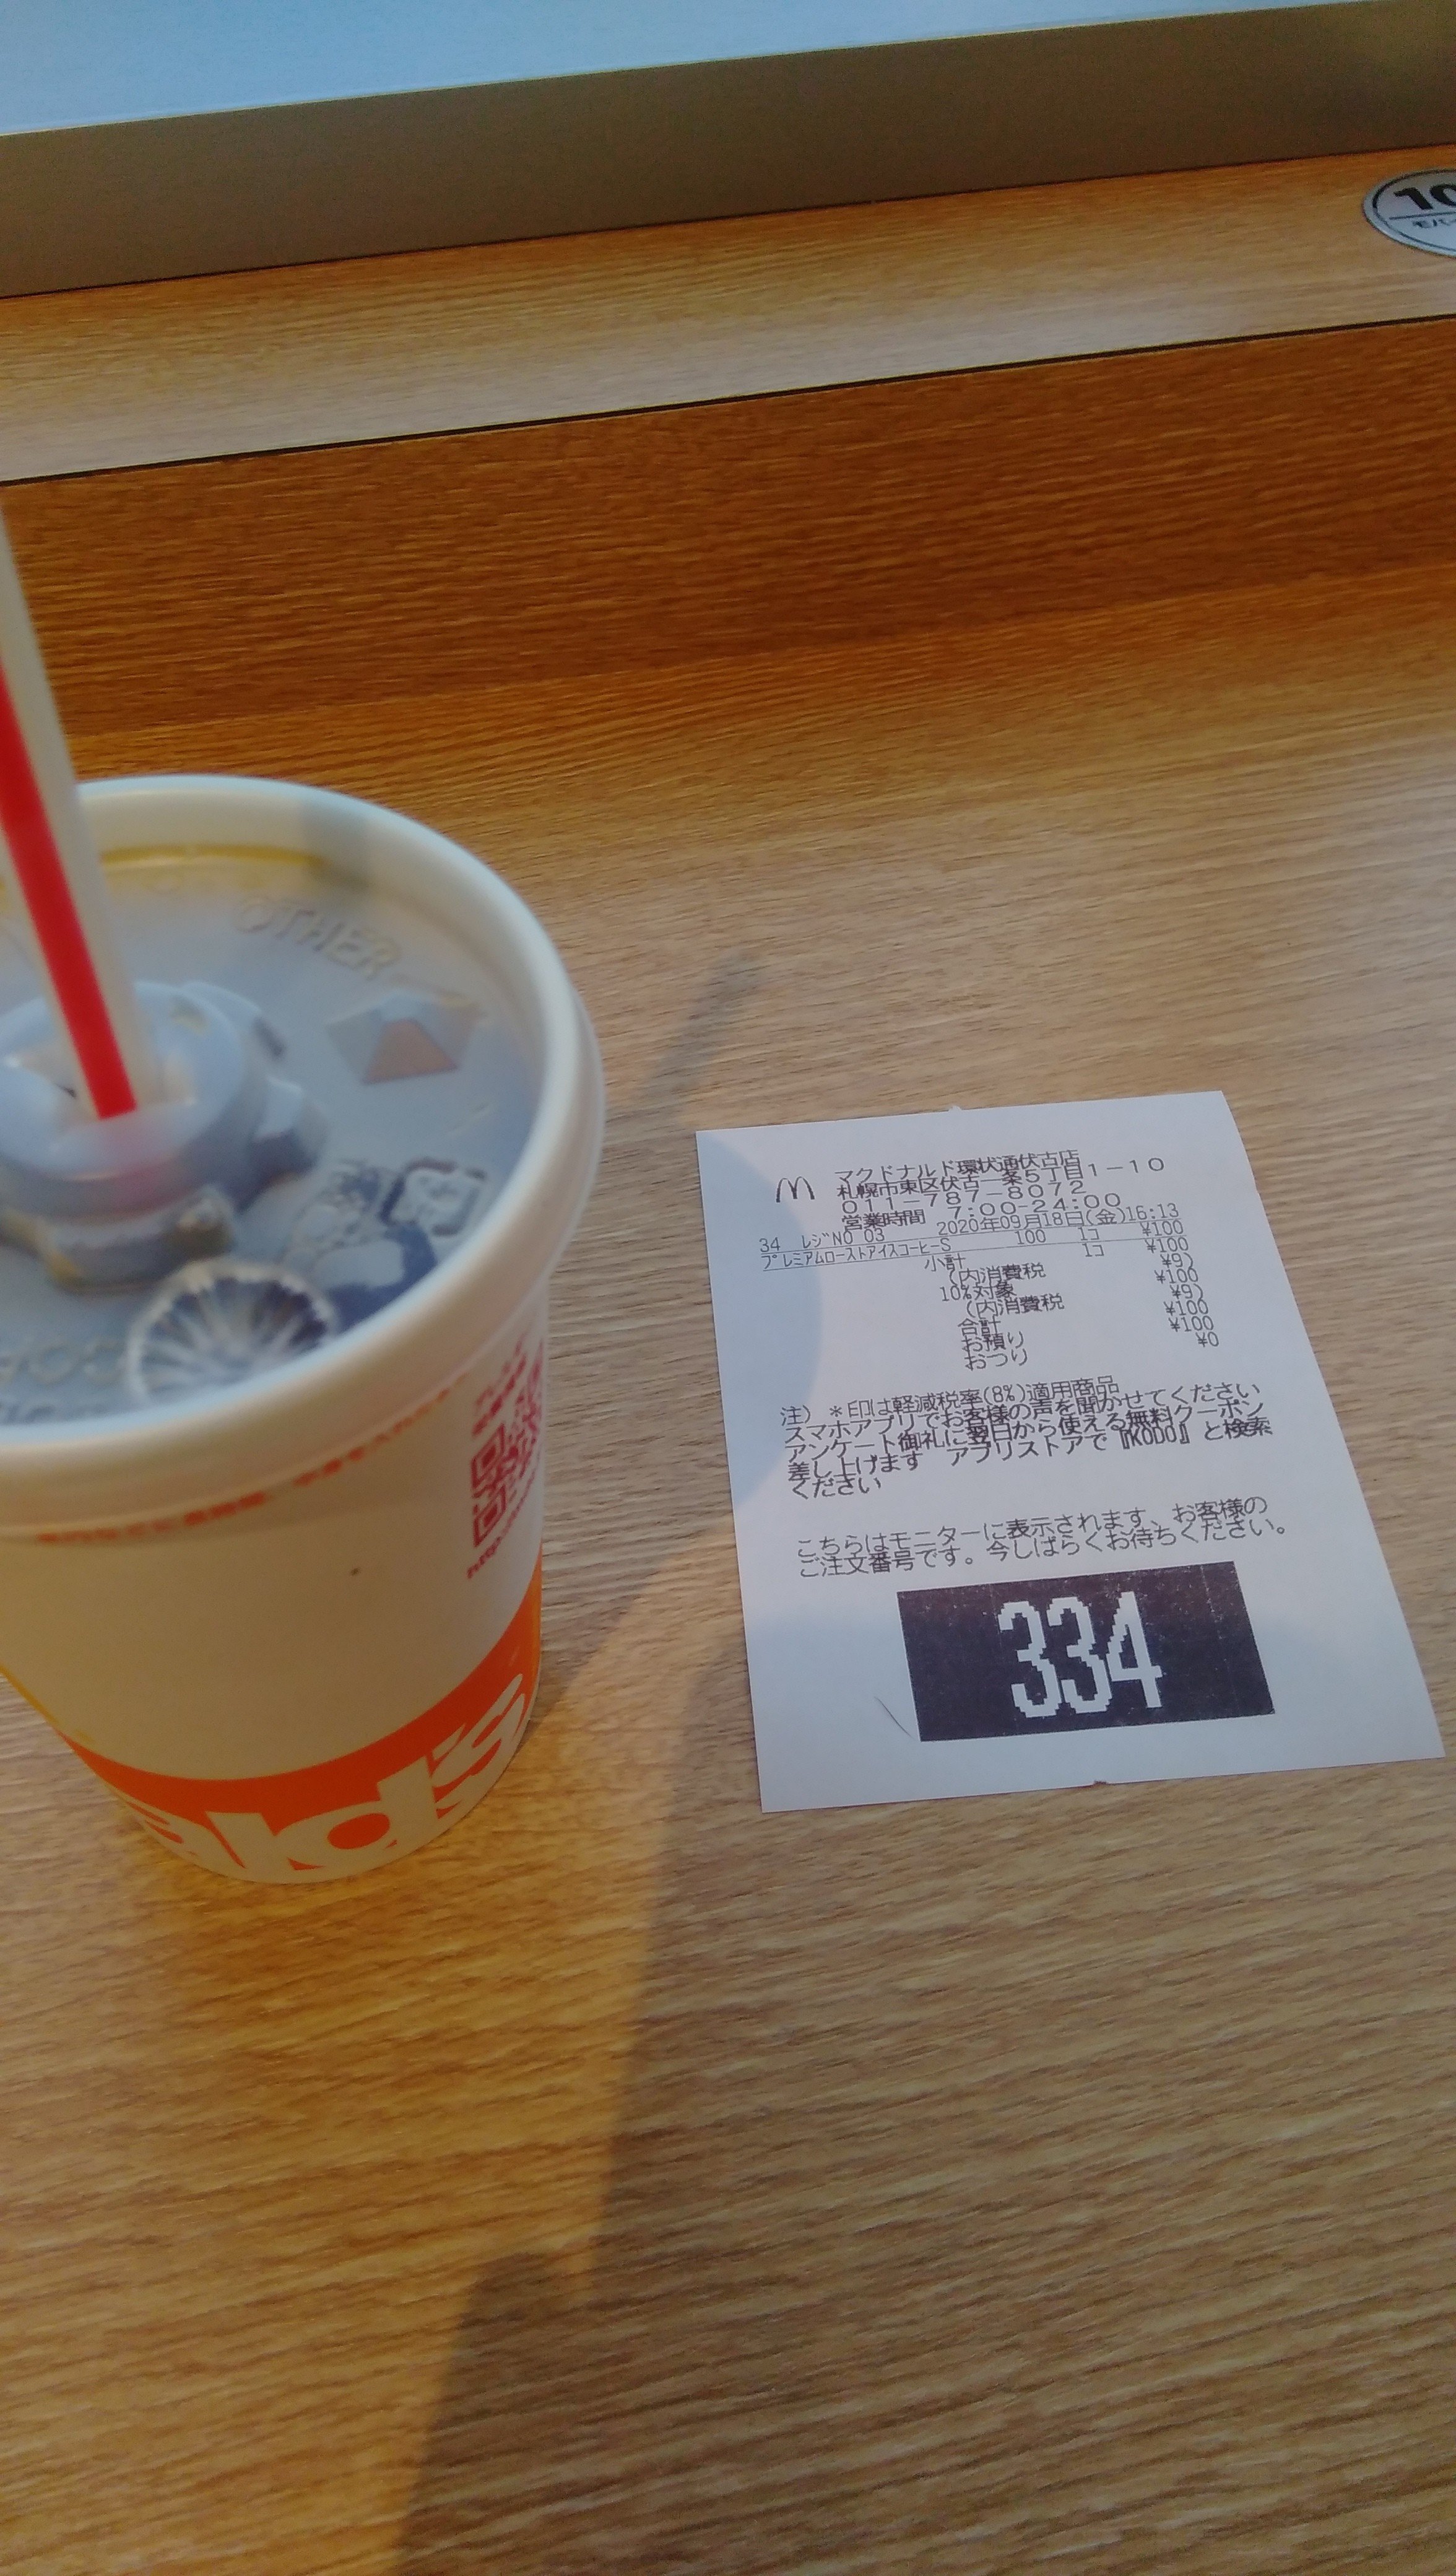 10
モバ
OTHER
マクドナルド環状通伏古店
札幌市東区伏古一条5丁目1-10
011-787-8072
営業時間 7:00-24:00
34 レジNO 03 2020年09月18日(金)16:13
プレミアムローストアイスコーヒーS 100 1コ ¥100
小計 1コ ¥100
(内消費税 ¥9)
10%対象 ¥100
(内消費税 ¥9)
合計 ¥100
お預り ¥100
おつり ¥0
注) *印は軽減税率(8%)適用商品
スマホアプリでお客様の声を聞かせてください
アンケート御礼に翌日から使える無料クーポン
差し上げます アプリストアで『KODO』と検索
ください
こちらはモニターに表示されます、お客様の
ご注文番号です。今しばらくお待ちください。
334
ald's